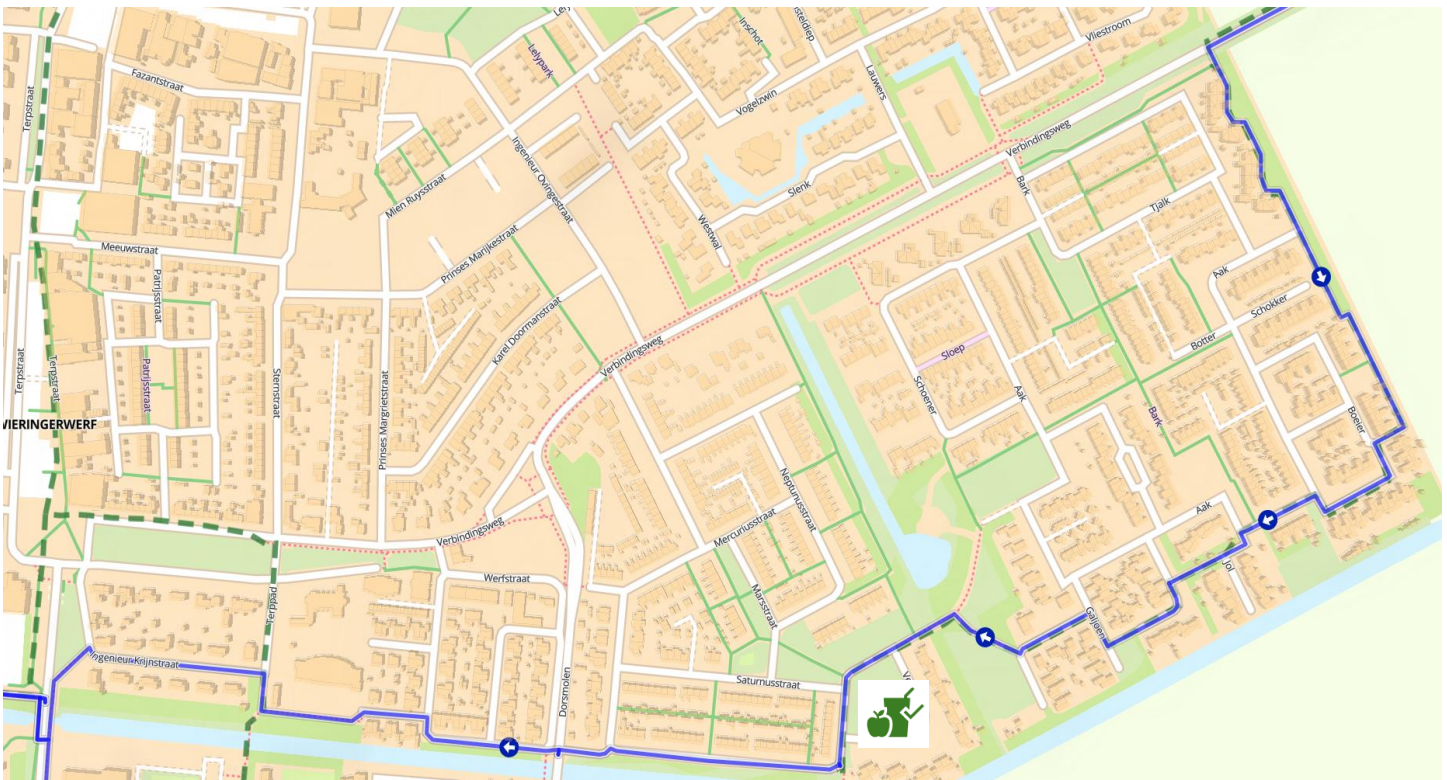 Lelypark
Inschot
Vliestroom
Lauwers
Fazantstraat
Terpstraat
Vogelzwin
Verbindingsweg
Ingenieur Ovingestraat
Mien Ruysstraat
Slenk
Bark
Tjalk
Westwal
Meeuwstraat
Prinses Marijkestraat
Patrijsstraat
Aak
Schokker
Karel Doormanstraat
Verbindingsweg
Botter
Sloep
Terpstraat
Terpstraat
Patrijsstraat
Sternstraat
Prinses Margrietstraat
Schoener
Aak
Bark
Boeier
WIERINGERWERF
Neptunusstraat
Aak
Mercuriusstraat
Verbindingsweg
Jol
Werfstraat
Marsstraat
Terppad
Galjoen
Ingenieur Krijnstraat
Saturnusstraat
Dorsmolen